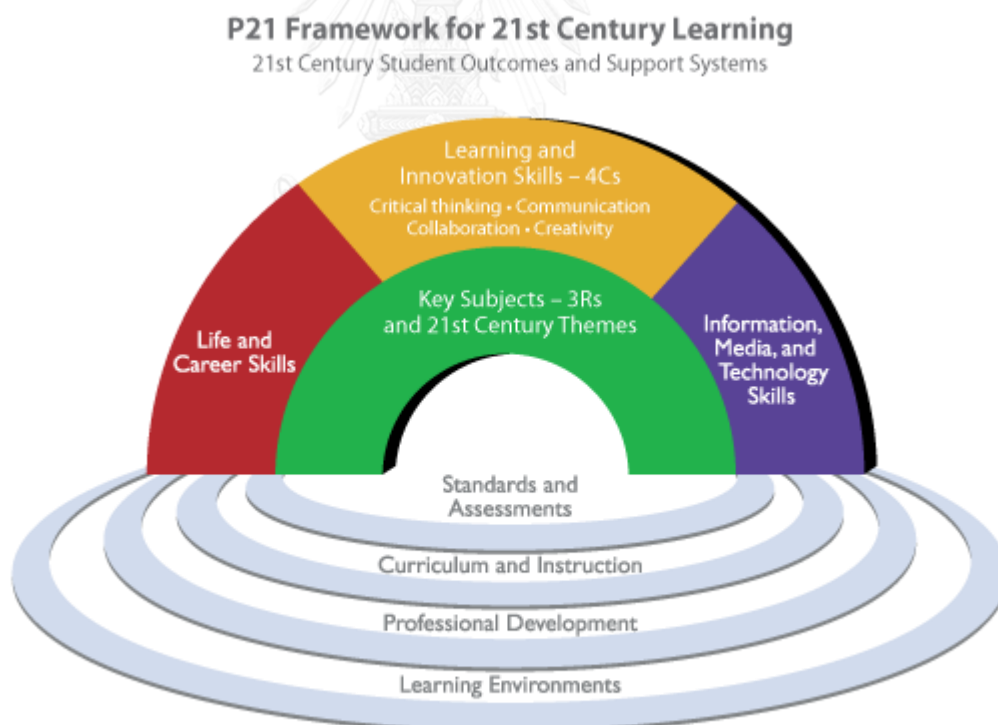 P21 Framework for 21st Century Learning
21st Century Student Outcomes and Support Systems
Learning and
Innovation Skills – 4Cs
Critical thinking • Communication
Collaboration • Creativity
Key Subjects – 3Rs
and 21st Century Themes
Life and
Career Skills
Information,
Media, and
Technology
Skills
Standards and
Assessments
Curriculum and Instruction
Professional Development
Learning Environments